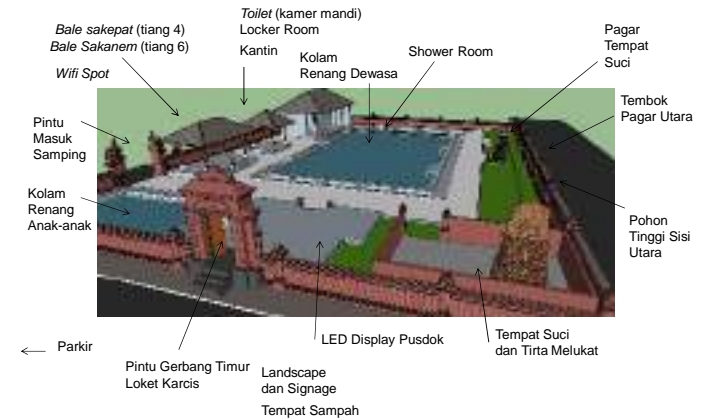 Toilet (kamer mandi)
Locker Room
Kantin
Bale sakepat (tiang 4)
Bale Sakanem (tiang 6)
Wifi Spot
Kolam
Renang Dewasa
Shower Room
Pagar
Tempat
Suci
Tembok
Pagar Utara
Pintu
Masuk
Samping
Kolam
Renang
Anak-anak
Pohon
Tinggi Sisi
Utara
Parkir
Pintu Gerbang Timur
Loket Karcis
LED Display Pusdok
Landscape
dan Signage
Tempat Sampah
Tempat Suci
dan Tirta Melukat